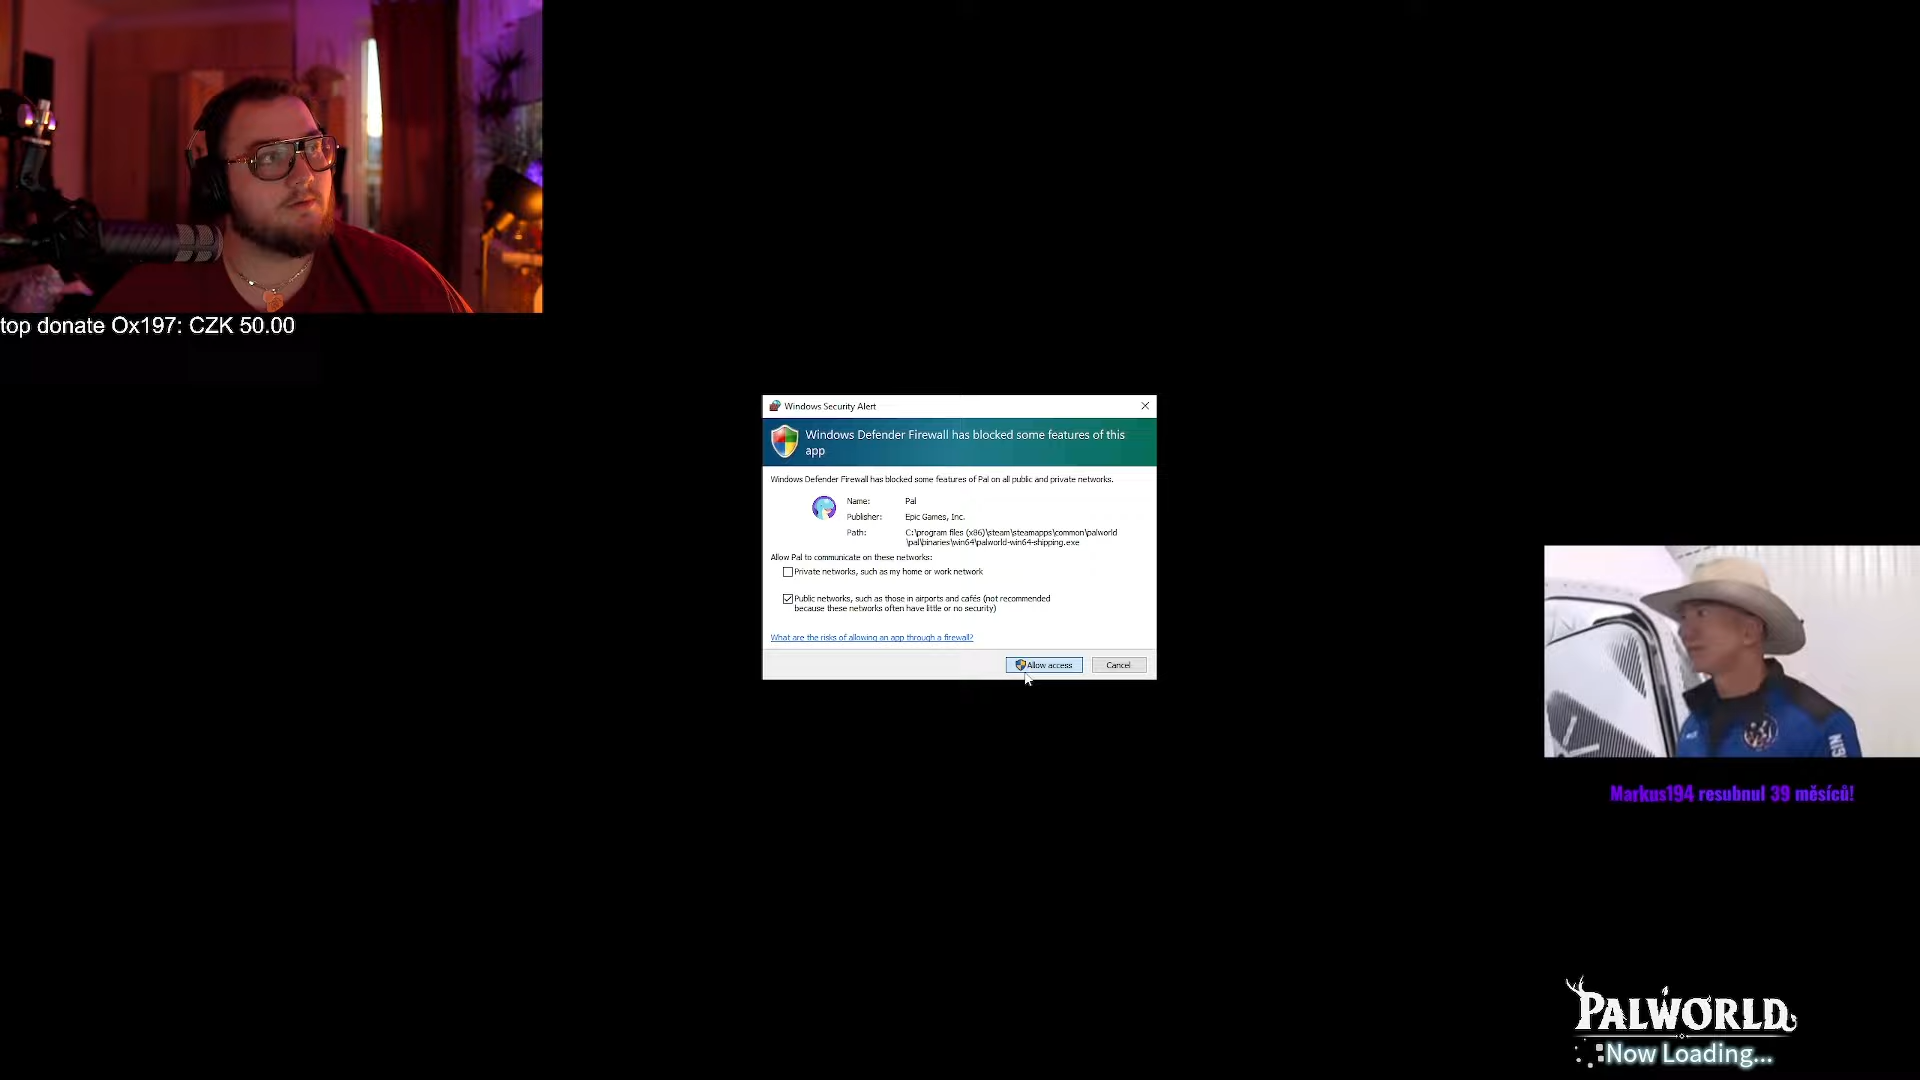 top donate Ox197: CZK 50.00
Windows Security Alert
Windows Defender Firewall has blocked some features of this
app
Windows Defender Firewall has blocked some features of Pal on all public and private networks.
Name: Pal
Publisher: Epic Games, Inc.
Path: C:\program files (x86)\steam\steamapps\common\palworld
\pal\binaries\win64\palworld-win64-shipping.exe
Allow Pal to communicate on these networks:
Private networks, such as my home or work network
Public networks, such as those in airports and cafés (not recommended
because these networks often have little or no security)
What are the risks of allowing an app through a firewall?
Allow access Cancel
Markus194 resubnul 39 měsíců!
PALWORLD
Now Loading...